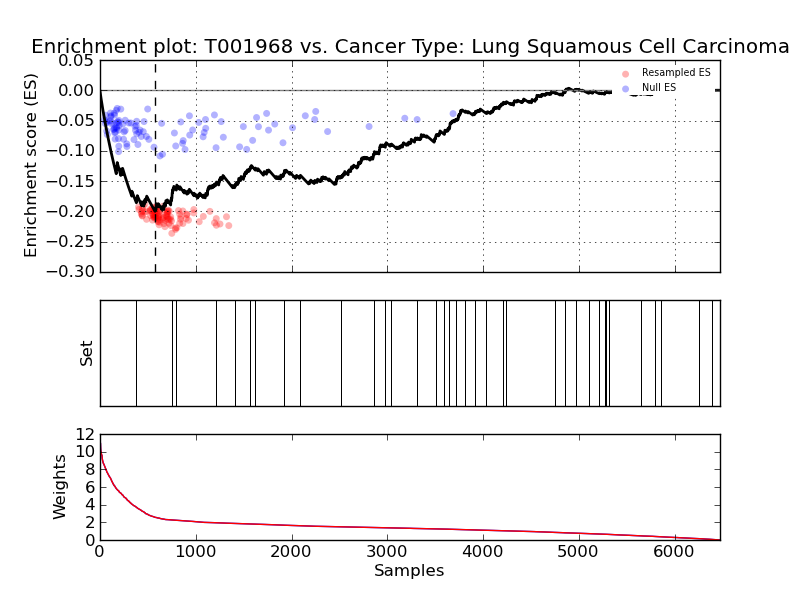 Enrichment plot: T001968 vs. Cancer Type: Lung Squamous Cell Carcinoma
0.05
0.00
−0.05
−0.10
−0.15
−0.20
−0.25
−0.30
Enrichment score (ES)
Resampled ES
Null ES
Set
12
10
8
6
4
2
0
Weights
0 1000 2000 3000 4000 5000 6000
Samples